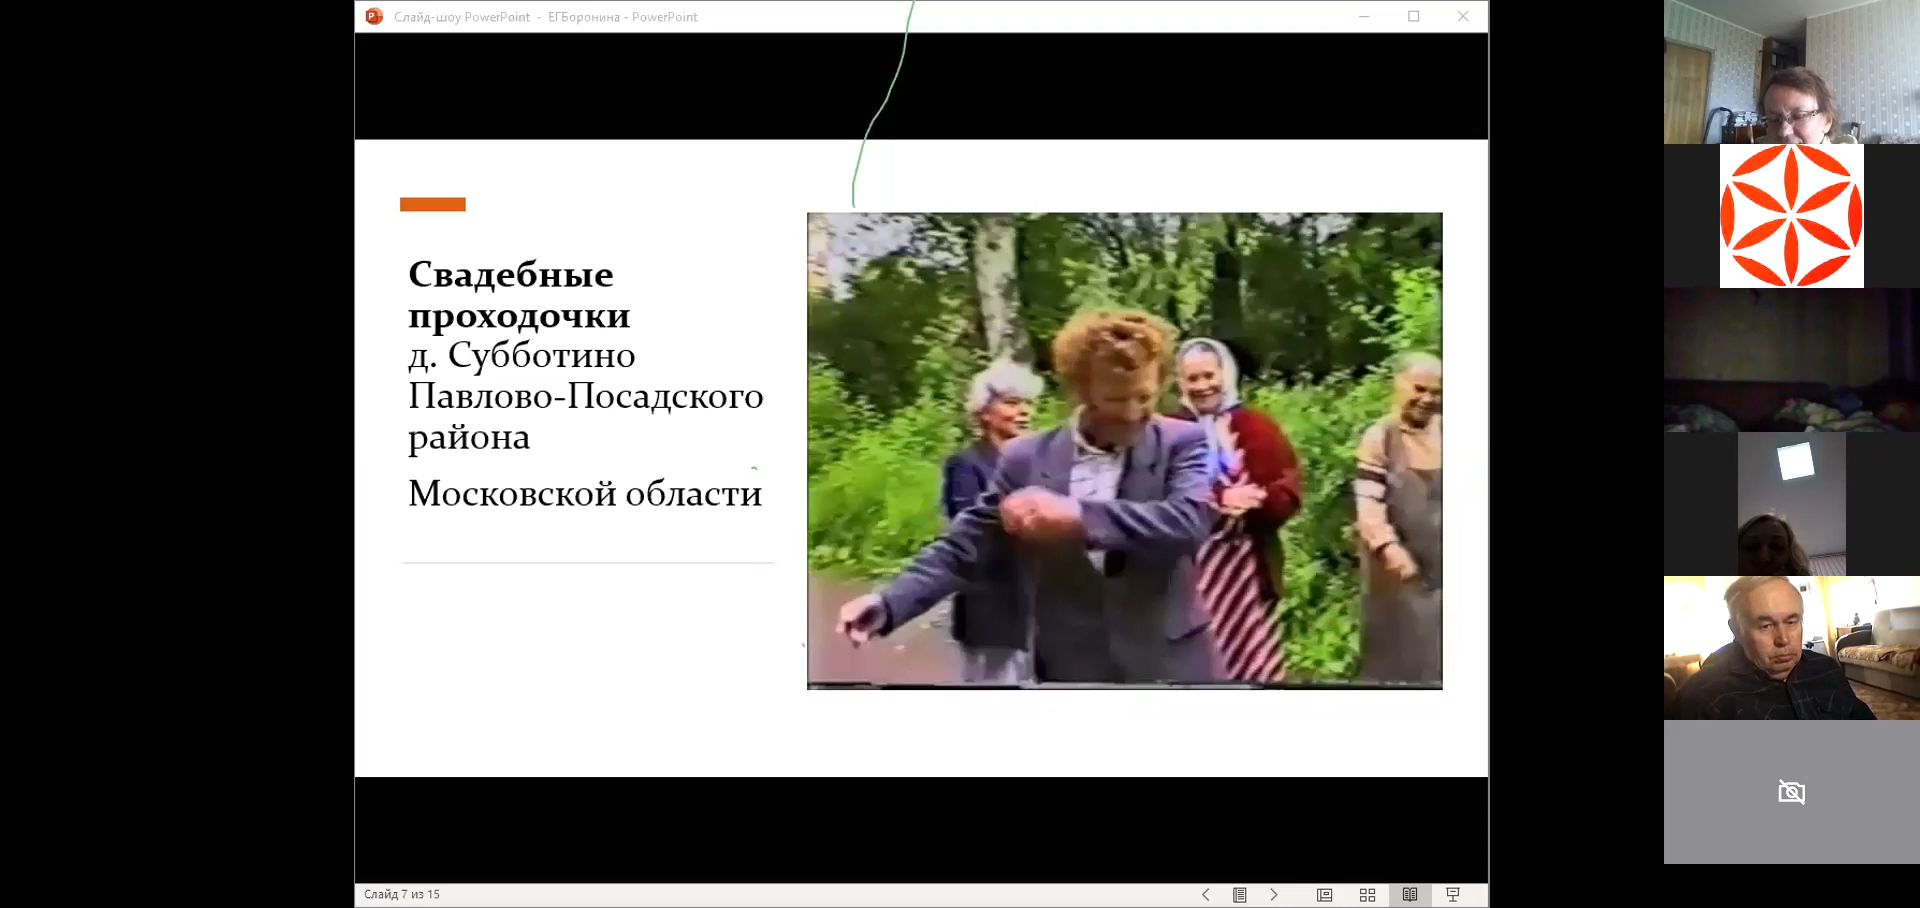 Слайд-шоу PowerPoint - ЕГБоронина - PowerPoint
Свадебные
проходочки
д. Субботино
Павлово-Посадского
района
Московской области
Слайд 7 из 15